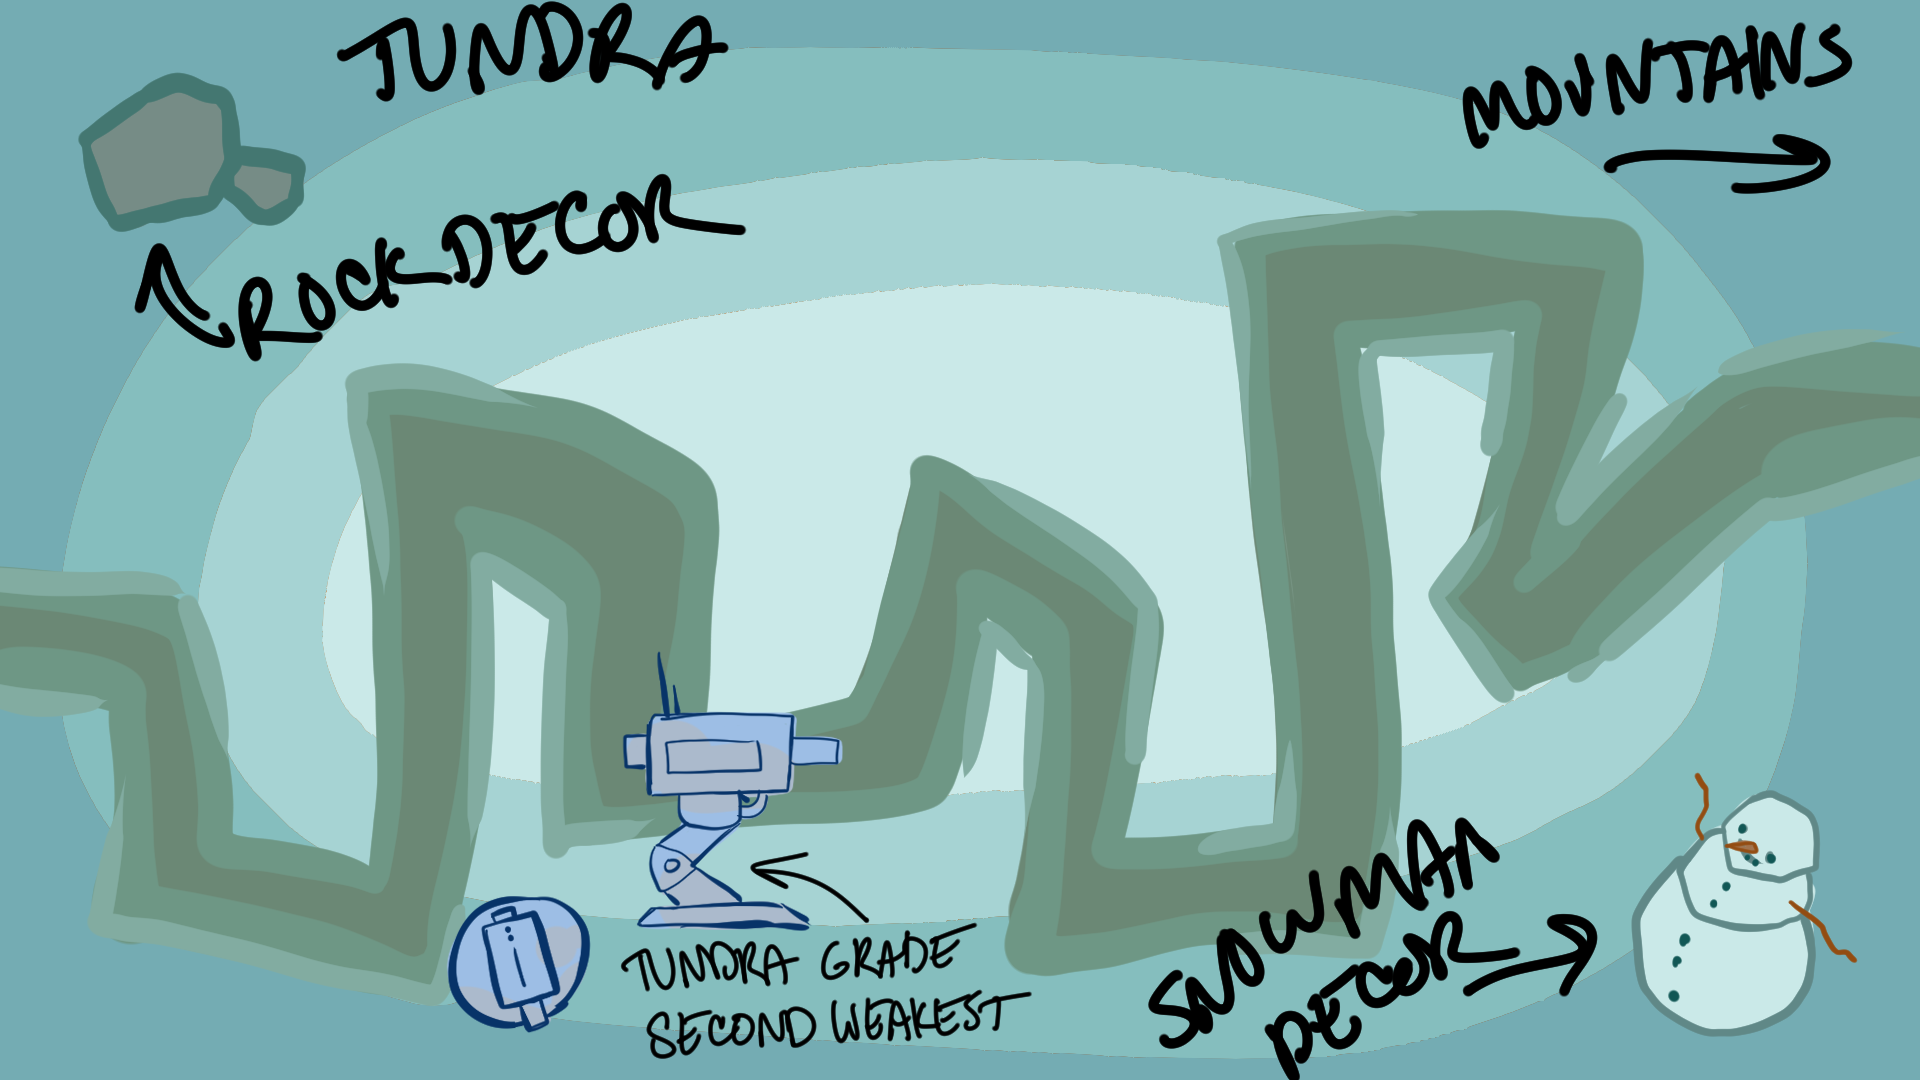 TUNDRA
MOUNTAINS
ROCK DECOR
TUNDRA GRADE
SECOND WEAKEST
SNOWMAN
DECOR